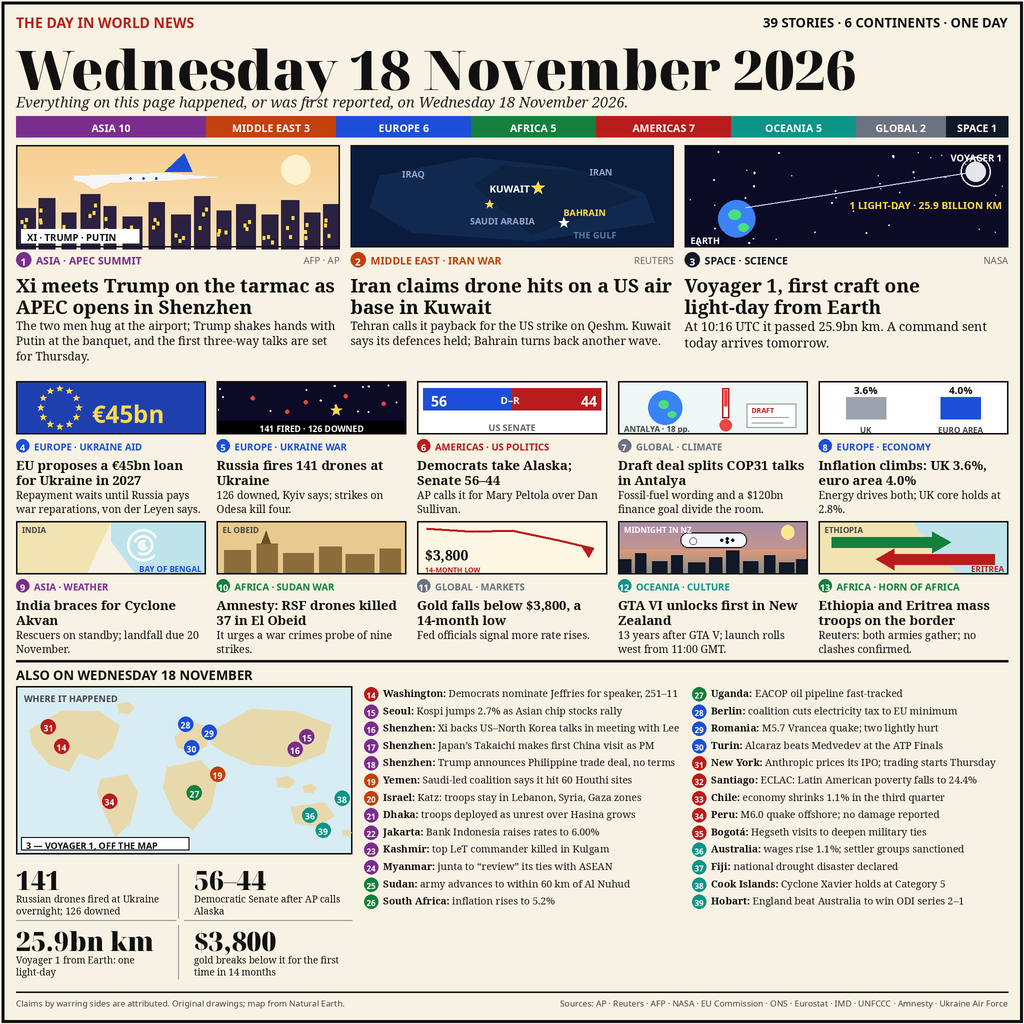 THE DAY IN WORLD NEWS
39 STORIES · 6 CONTINENTS · ONE DAY
Wednesday 18 November 2026
Everything on this page happened, or was first reported, on Wednesday 18 November 2026.
ASIA 10
MIDDLE EAST 3
EUROPE 6
AFRICA 5
AMERICAS 7
OCEANIA 5
GLOBAL 2
SPACE 1
XI · TRUMP · PUTIN
1 ASIA · APEC SUMMIT
AFP · AP
Xi meets Trump on the tarmac as
APEC opens in Shenzhen
The two men hug at the airport; Trump shakes hands with
Putin at the banquet, and the first three-way talks are set
for Thursday.
IRAQ
IRAN
KUWAIT
SAUDI ARABIA
BAHRAIN
THE GULF
2 MIDDLE EAST · IRAN WAR
REUTERS
Iran claims drone hits on a US air
base in Kuwait
Tehran calls it payback for the US strike on Qeshm. Kuwait
says its defences held; Bahrain turns back another wave.
VOYAGER 1
1 LIGHT-DAY · 25.9 BILLION KM
EARTH
3 SPACE · SCIENCE
NASA
Voyager 1, first craft one
light-day from Earth
At 10:16 UTC it passed 25.9bn km. A command sent
today arrives tomorrow.
€45bn
4 EUROPE · UKRAINE AID
EU proposes a €45bn loan
for Ukraine in 2027
Repayment waits until Russia pays
war reparations, von der Leyen says.
141 FIRED · 126 DOWNED
5 EUROPE · UKRAINE WAR
Russia fires 141 drones at
Ukraine
126 downed, Kyiv says; strikes on
Odesa kill four.
56
D–R
44
US SENATE
6 AMERICAS · US POLITICS
Democrats take Alaska;
Senate 56–44
AP calls it for Mary Peltola over Dan
Sullivan.
DRAFT
ANTALYA · 18 pp.
7 GLOBAL · CLIMATE
Draft deal splits COP31 talks
in Antalya
Fossil-fuel wording and a $120bn
finance goal divide the room.
3.6%
4.0%
UK
EURO AREA
8 EUROPE · ECONOMY
Inflation climbs: UK 3.6%,
euro area 4.0%
Energy drives both; UK core holds at
2.8%.
INDIA
BAY OF BENGAL
9 ASIA · WEATHER
India braces for Cyclone
Akvan
Rescuers on standby; landfall due 20
November.
EL OBEID
10 AFRICA · SUDAN WAR
Amnesty: RSF drones killed
37 in El Obeid
It urges a war crimes probe of nine
strikes.
$3,800
14-MONTH LOW
11 GLOBAL · MARKETS
Gold falls below $3,800, a
14-month low
Fed officials signal more rate rises.
MIDNIGHT IN NZ
12 OCEANIA · CULTURE
GTA VI unlocks first in New
Zealand
13 years after GTA V; launch rolls
west from 11:00 GMT.
ETHIOPIA
ERITREA
13 AFRICA · HORN OF AFRICA
Ethiopia and Eritrea mass
troops on the border
Reuters: both armies gather; no
clashes confirmed.
ALSO ON WEDNESDAY 18 NOVEMBER
WHERE IT HAPPENED
31
14
28
29
30
15
16
19
27
34
38
36
39
3 — VOYAGER 1, OFF THE MAP
141
Russian drones fired at Ukraine
overnight; 126 downed
56–44
Democratic Senate after AP calls
Alaska
25.9bn km
Voyager 1 from Earth: one
light-day
$3,800
gold breaks below it for the first
time in 14 months
14 Washington: Democrats nominate Jeffries for speaker, 251–11
15 Seoul: Kospi jumps 2.7% as Asian chip stocks rally
16 Shenzhen: Xi backs US–North Korea talks in meeting with Lee
17 Shenzhen: Japan's Takaichi makes first China visit as PM
18 Shenzhen: Trump announces Philippine trade deal, no terms
19 Yemen: Saudi-led coalition says it hit 60 Houthi sites
20 Israel: Katz: troops stay in Lebanon, Syria, Gaza zones
21 Dhaka: troops deployed as unrest over Hasina grows
22 Jakarta: Bank Indonesia raises rates to 6.00%
23 Kashmir: top LeT commander killed in Kulgam
24 Myanmar: junta to “review” its ties with ASEAN
25 Sudan: army advances to within 60 km of Al Nuhud
26 South Africa: inflation rises to 5.2%
27 Uganda: EACOP oil pipeline fast-tracked
28 Berlin: coalition cuts electricity tax to EU minimum
29 Romania: M5.7 Vrancea quake; two lightly hurt
30 Turin: Alcaraz beats Medvedev at the ATP Finals
31 New York: Anthropic prices its IPO; trading starts Thursday
32 Santiago: ECLAC: Latin American poverty falls to 24.4%
33 Chile: economy shrinks 1.1% in the third quarter
34 Peru: M6.0 quake offshore; no damage reported
35 Bogotá: Hegseth visits to deepen military ties
36 Australia: wages rise 1.1%; settler groups sanctioned
37 Fiji: national drought disaster declared
38 Cook Islands: Cyclone Xavier holds at Category 5
39 Hobart: England beat Australia to win ODI series 2–1
Claims by warring sides are attributed. Original drawings; map from Natural Earth.
Sources: AP · Reuters · AFP · NASA · EU Commission · ONS · Eurostat · IMD · UNFCCC · Amnesty · Ukraine Air Force